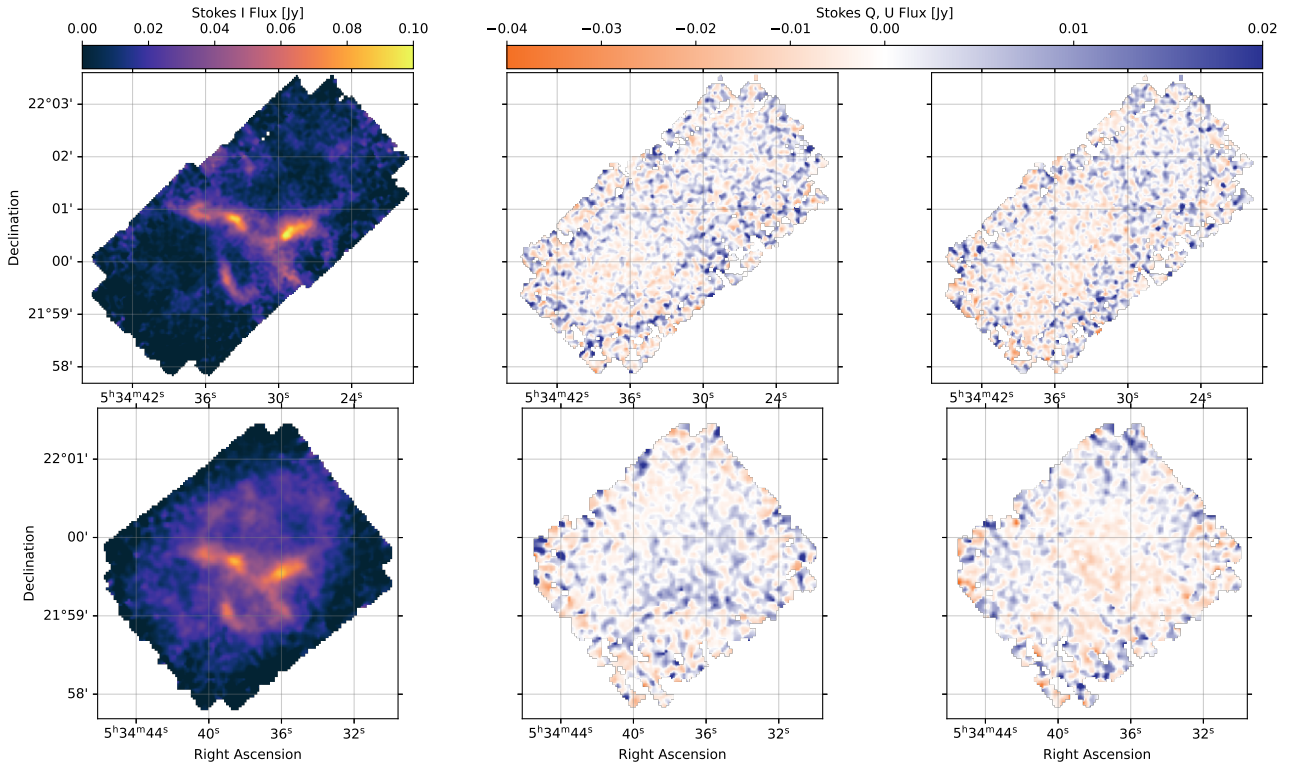 Stokes I Flux [Jy]
0.00 0.02 0.04 0.06 0.08 0.10
Stokes Q, U Flux [Jy]
−0.04 −0.03 −0.02 −0.01 0.00 0.01 0.02
Declination
22°03'
02'
01'
00'
21°59'
58'
5ʰ34ᵐ42ˢ 36ˢ 30ˢ 24ˢ
5ʰ34ᵐ42ˢ 36ˢ 30ˢ 24ˢ
5ʰ34ᵐ42ˢ 36ˢ 30ˢ 24ˢ
Declination
22°01'
00'
21°59'
58'
5ʰ34ᵐ44ˢ 40ˢ 36ˢ 32ˢ
5ʰ34ᵐ44ˢ 40ˢ 36ˢ 32ˢ
5ʰ34ᵐ44ˢ 40ˢ 36ˢ 32ˢ
Right Ascension
Right Ascension
Right Ascension